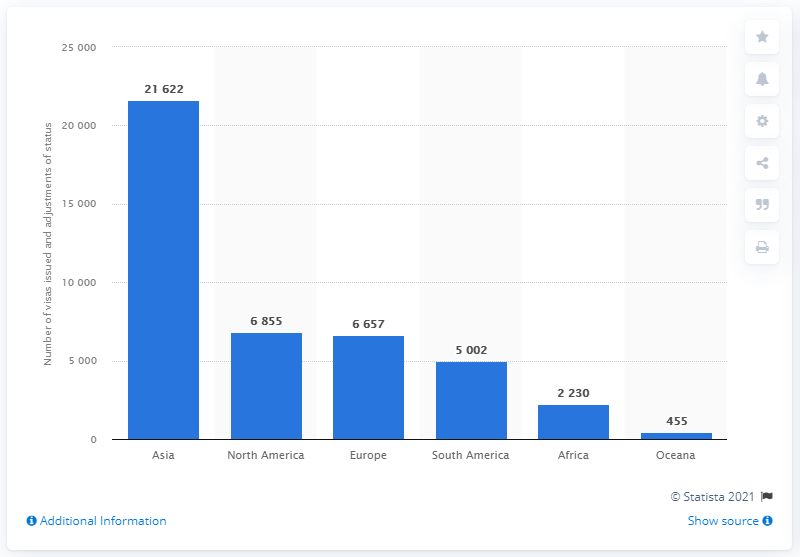 25 000
20 000
15 000
10 000
5 000
0
Number of visas issued and adjustments of status
21 622
6 855
6 657
5 002
2 230
455
Asia
North America
Europe
South America
Africa
Oceana
© Statista 2021
Additional Information
Show source